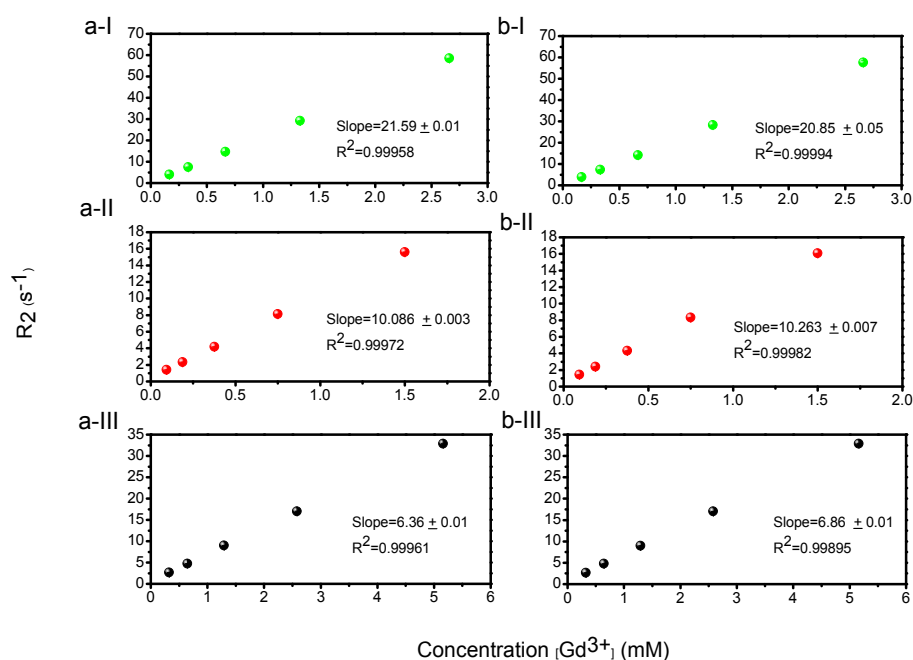 a-I
70
60
50
40
30
20
10
0
0.0 0.5 1.0 1.5 2.0 2.5 3.0
Slope=21.59 ± 0.01
R²=0.99958
b-I
70
60
50
40
30
20
10
0
0.0 0.5 1.0 1.5 2.0 2.5 3.0
Slope=20.85 ± 0.05
R²=0.99994
a-II
18
16
14
12
10
8
6
4
2
0
0.0 0.5 1.0 1.5 2.0
Slope=10.086 ± 0.003
R²=0.99972
b-II
18
16
14
12
10
8
6
4
2
0
0.0 0.5 1.0 1.5 2.0
Slope=10.263 ± 0.007
R²=0.99982
a-III
35
30
25
20
15
10
5
0
0 1 2 3 4 5 6
Slope=6.36 ± 0.01
R²=0.99961
b-III
35
30
25
20
15
10
5
0
0 1 2 3 4 5 6
Slope=6.86 ± 0.01
R²=0.99895
R₂ (s⁻¹)
Concentration [Gd³⁺] (mM)